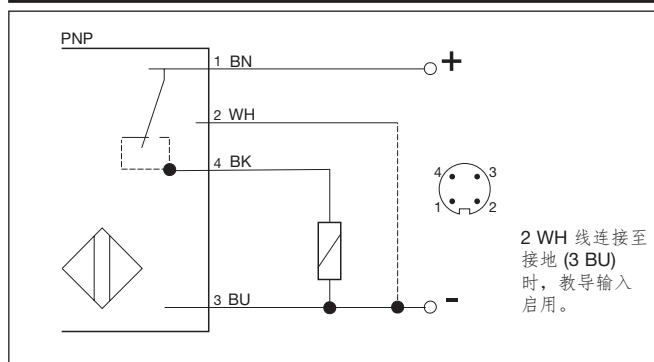 PNP
1 BN
+
2 WH
4 BK
4
3
1
2
2 WH 线连接至
接地 (3 BU)
时，教导输入
启用。
3 BU
-